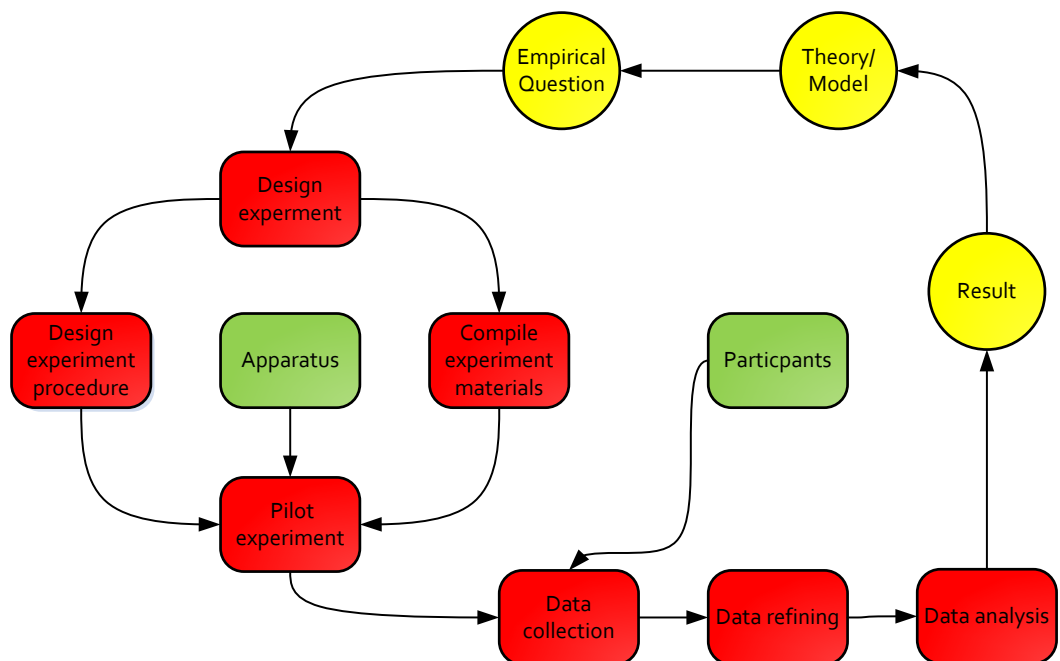 Empirical
Question
Theory/
Model
Design
experment
Result
Design
experiment
procedure
Apparatus
Compile
experiment
materials
Particpants
Pilot
experiment
Data
collection
Data refining
Data analysis